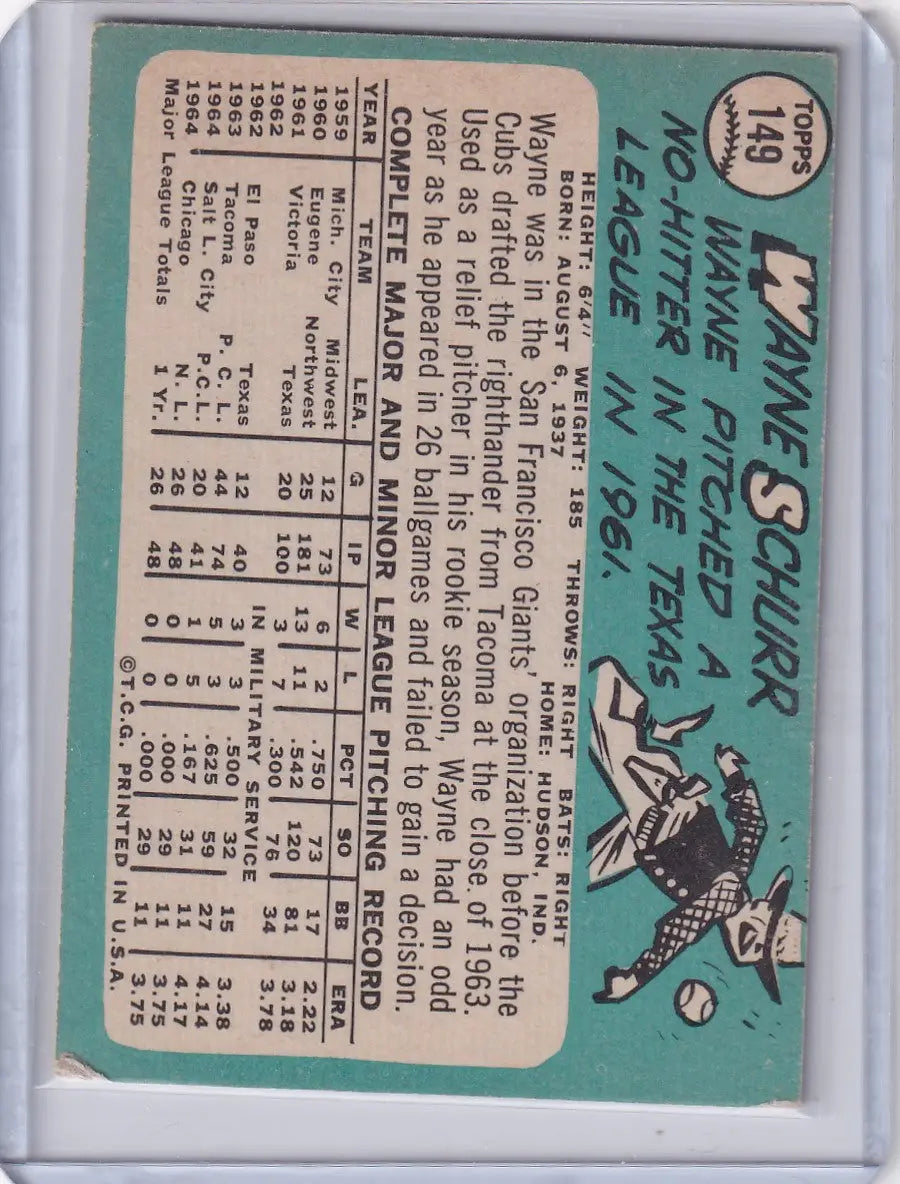 TOPPS
149
WAYNE SCHURR
WAYNE PITCHED A
NO-HITTER IN THE TEXAS
LEAGUE IN 1961.
HEIGHT: 6'4" WEIGHT: 185 THROWS: RIGHT BATS: RIGHT
BORN: AUGUST 6, 1937 HOME: HUDSON, IND.
Wayne was in the San Francisco Giants' organization before the
Cubs drafted the righthander from Tacoma at the close of 1963.
Used as a relief pitcher in his rookie season, Wayne had an odd
year as he appeared in 26 ballgames and failed to gain a decision.
COMPLETE MAJOR AND MINOR LEAGUE PITCHING RECORD
YEAR TEAM LEA. G IP W L PCT SO BB ERA
1959 Mich. City Midwest 12 73 6 2 .750 73 17 2.22
1960 Eugene Northwest 25 181 13 11 .542 120 81 3.18
1961 Victoria Texas 20 100 3 7 .300 76 34 3.78
1962 IN MILITARY SERVICE
1962 El Paso Texas 12 40 3 3 .500 32 15 3.38
1963 Tacoma P. C. L. 44 74 5 3 .625 59 27 4.14
1964 Salt L. City P.C.L. 20 41 1 5 .167 31 11 4.17
1964 Chicago N. L. 26 48 0 0 .000 29 11 3.75
Major League Totals 1 Yr. 26 48 0 0 .000 29 11 3.75
©T.C.G. PRINTED IN U.S.A.